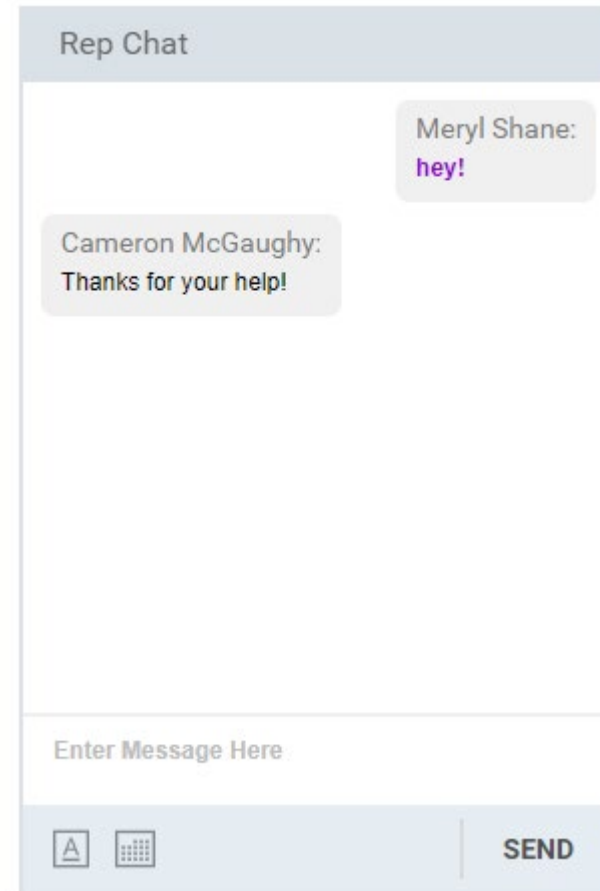 Rep Chat
Meryl Shane:
hey!
Cameron McGaughy:
Thanks for your help!
Enter Message Here
A
SEND